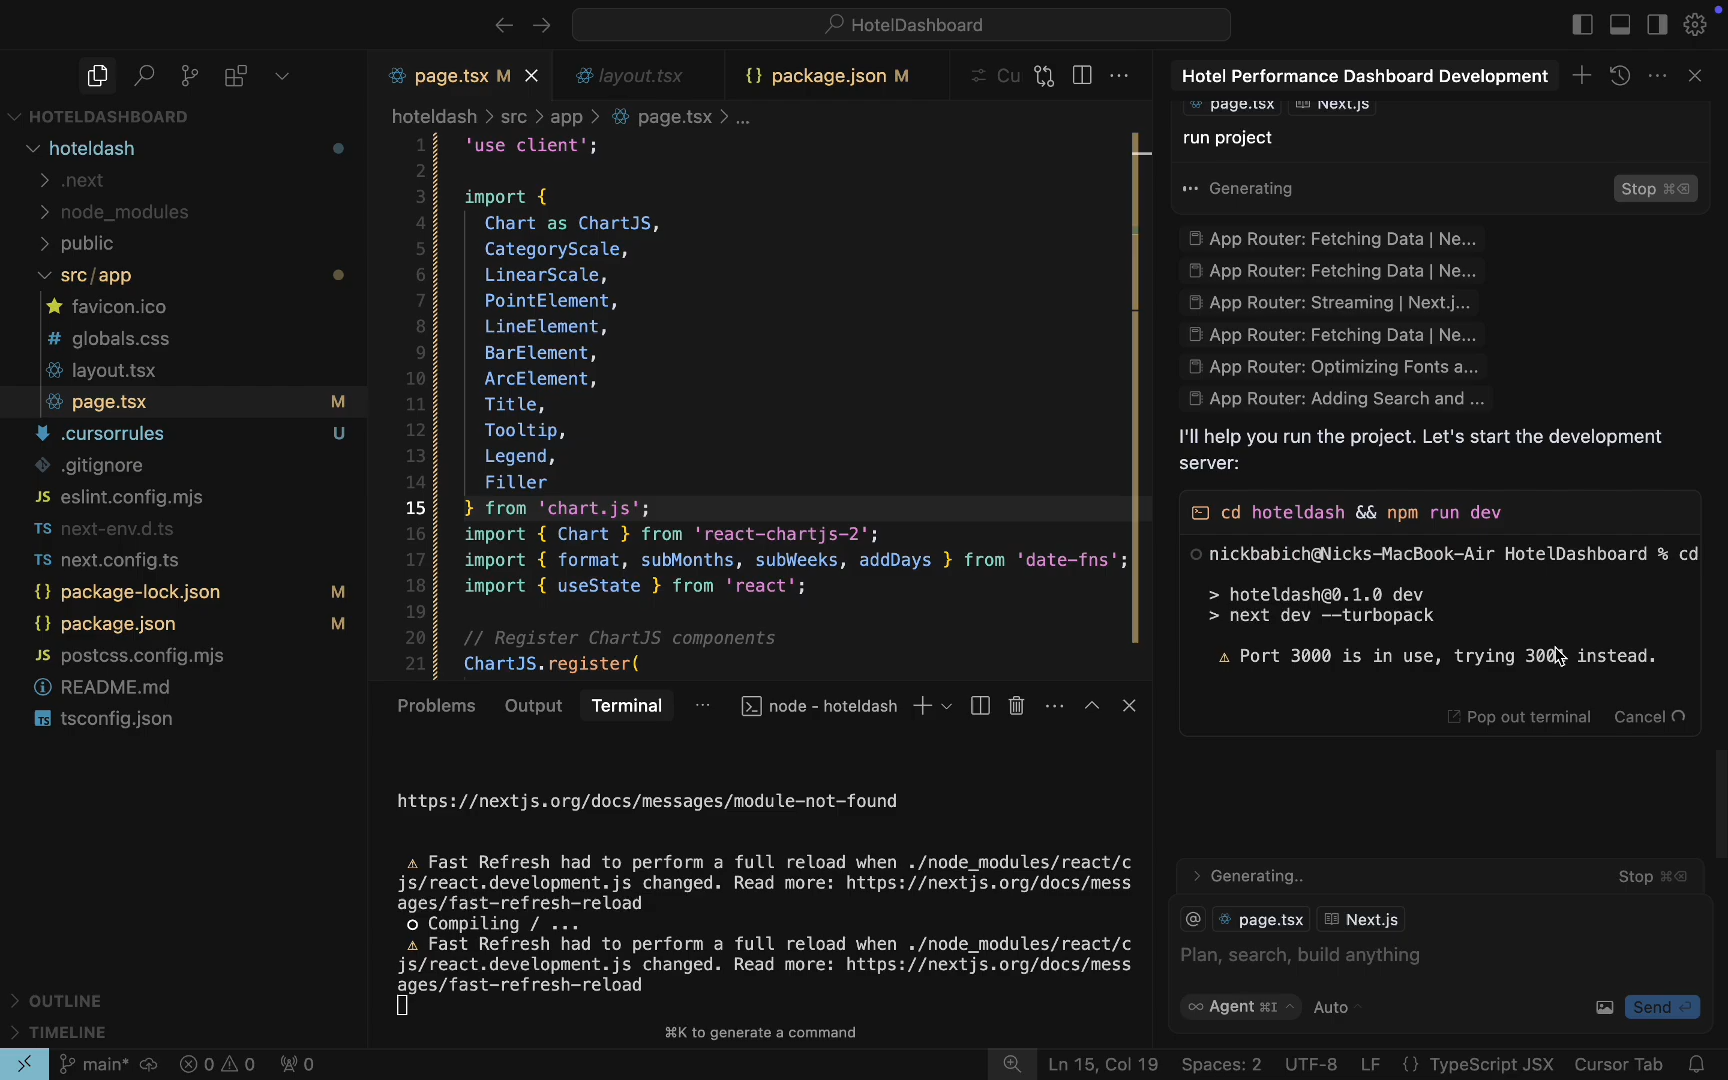 HotelDashboard
HOTELDASHBOARD
hoteldash
.next
node_modules
public
src/app
favicon.ico
# globals.css
layout.tsx
page.tsx M
.cursorrules U
.gitignore
JS eslint.config.mjs
TS next-env.d.ts
TS next.config.ts
{} package-lock.json M
{} package.json M
JS postcss.config.mjs
README.md
TS tsconfig.json
OUTLINE
TIMELINE
page.tsx M
layout.tsx
{} package.json M
Cu
hoteldash > src > app > page.tsx > ...
1 'use client';
2
3 import {
4 Chart as ChartJS,
5 CategoryScale,
6 LinearScale,
7 PointElement,
8 LineElement,
9 BarElement,
10 ArcElement,
11 Title,
12 Tooltip,
13 Legend,
14 Filler
15 } from 'chart.js';
16 import { Chart } from 'react-chartjs-2';
17 import { format, subMonths, subWeeks, addDays } from 'date-fns';
18 import { useState } from 'react';
19
20 // Register ChartJS components
21 ChartJS.register(
Problems Output Terminal ... node - hoteldash
https://nextjs.org/docs/messages/module-not-found
⚠ Fast Refresh had to perform a full reload when ./node_modules/react/c
js/react.development.js changed. Read more: https://nextjs.org/docs/mess
ages/fast-refresh-reload
○ Compiling / ...
⚠ Fast Refresh had to perform a full reload when ./node_modules/react/c
js/react.development.js changed. Read more: https://nextjs.org/docs/mess
ages/fast-refresh-reload
⌘K to generate a command
Hotel Performance Dashboard Development
page.tsx Next.js
run project
Generating Stop ⌘⌫
App Router: Fetching Data | Ne...
App Router: Fetching Data | Ne...
App Router: Streaming | Next.j...
App Router: Fetching Data | Ne...
App Router: Optimizing Fonts a...
App Router: Adding Search and ...
I'll help you run the project. Let's start the development
server:
cd hoteldash && npm run dev
nickbabich@Nicks-MacBook-Air HotelDashboard % cd
> hoteldash@0.1.0 dev
> next dev --turbopack
⚠ Port 3000 is in use, trying 3001 instead.
Pop out terminal Cancel
> Generating.. Stop ⌘⌫
@ page.tsx Next.js
Plan, search, build anything
∞ Agent ⌘I Auto Send
main* 0 0 0 Ln 15, Col 19 Spaces: 2 UTF-8 LF {} TypeScript JSX Cursor Tab